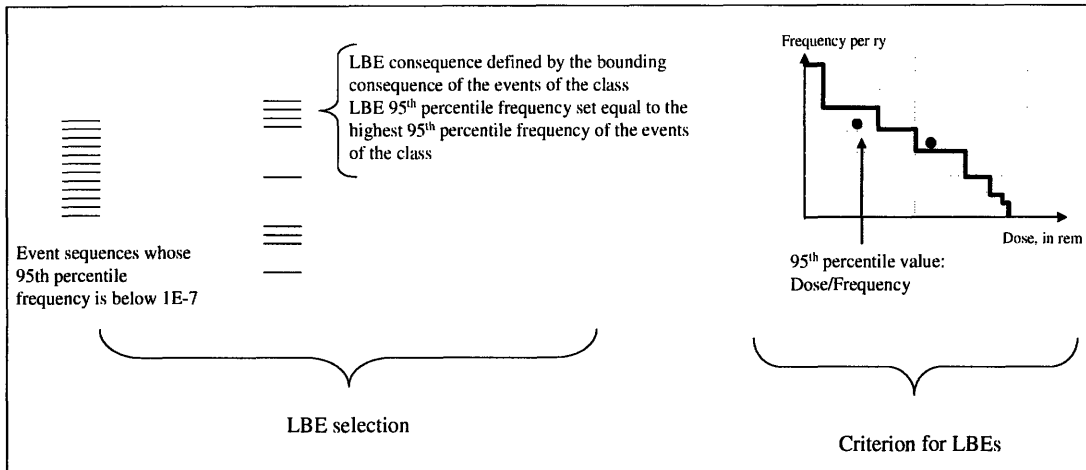 LBE consequence defined by the bounding
consequence of the events of the class
LBE 95th percentile frequency set equal to the
highest 95th percentile frequency of the events
of the class
Event sequences whose
95th percentile
frequency is below 1E-7
LBE selection
Frequency per ry
Dose, in rem
95th percentile value:
Dose/Frequency
Criterion for LBEs